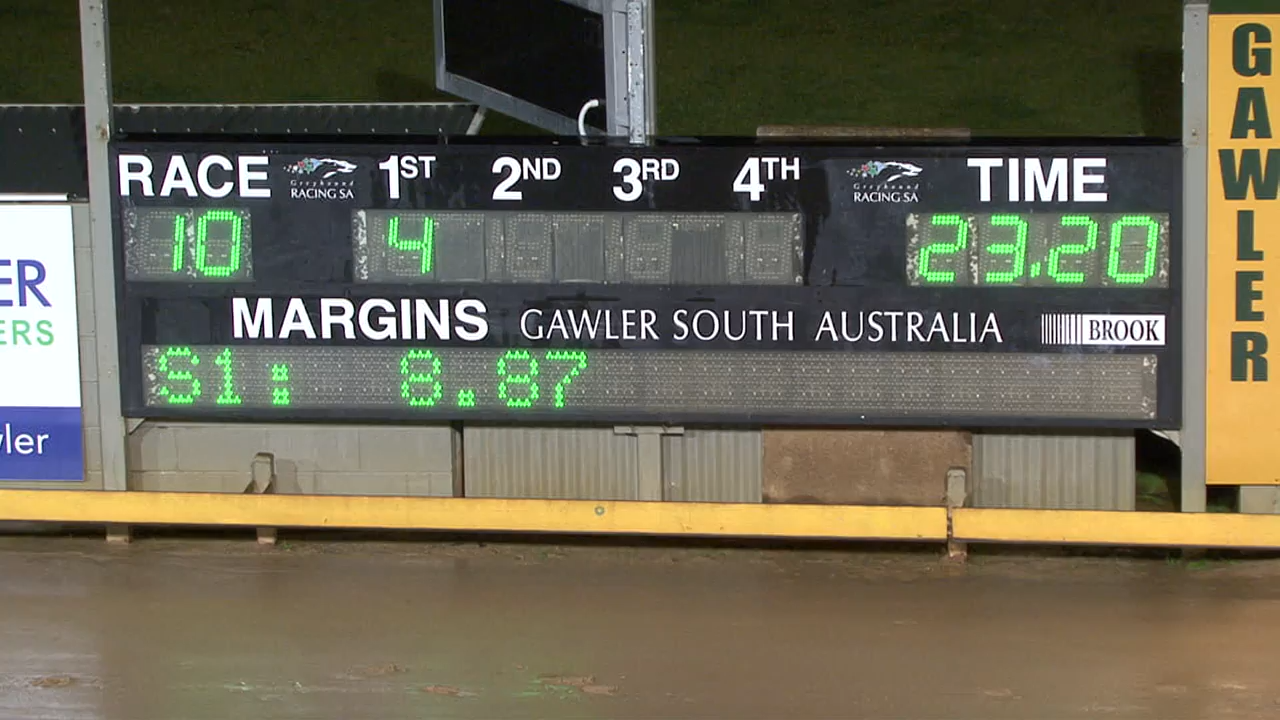 RACE
Greyhound
RACING SA
1ST
2ND
3RD
4TH
Greyhound
RACING SA
TIME
10
4
23.20
MARGINS
GAWLER SOUTH AUSTRALIA
BROOK
S1: 8.87
GAWLER
ER
ERS
wler